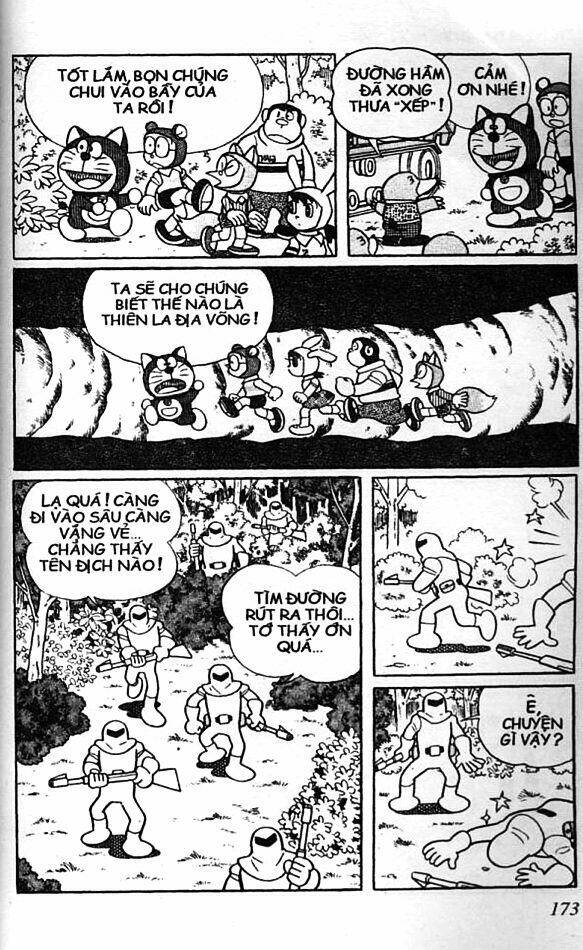 TỐT LẮM, BỌN CHÚNG
CHUI VÀO BẪY CỦA
TA RỒI!
ĐƯỜNG HẦM
ĐÃ XONG
THƯA "XẾP"!
CẢM
ƠN NHÉ!
TA SẼ CHO CHÚNG
BIẾT THẾ NÀO LÀ
THIÊN LA ĐỊA VÕNG!
LẠ QUÁ! CÀNG
ĐI VÀO SÂU CÀNG
VẮNG VẺ...
CHẲNG THẤY
TÊN ĐỊCH NÀO!
TÌM ĐƯỜNG
RÚT RA THÔI...
TỚ THẤY ỚN
QUÁ...
Ê,
CHUYỆN
GÌ VẬY?
173